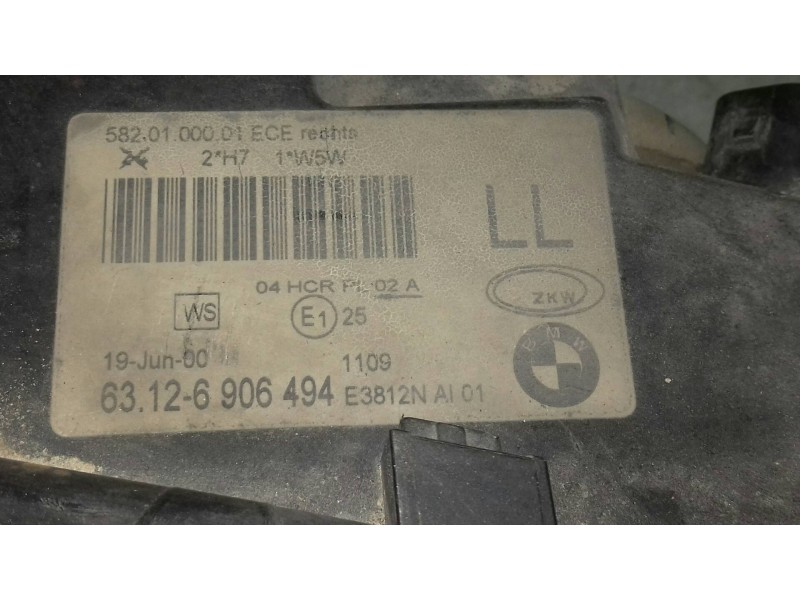 582.01.000.01 ECE rechts
2*H7 1*W5W
LL
04 HCR PL 02 A
ZKW
WS
E1 25
BMW
19-Jun-00 1109
63.12-6 906 494 E3812N AI 01